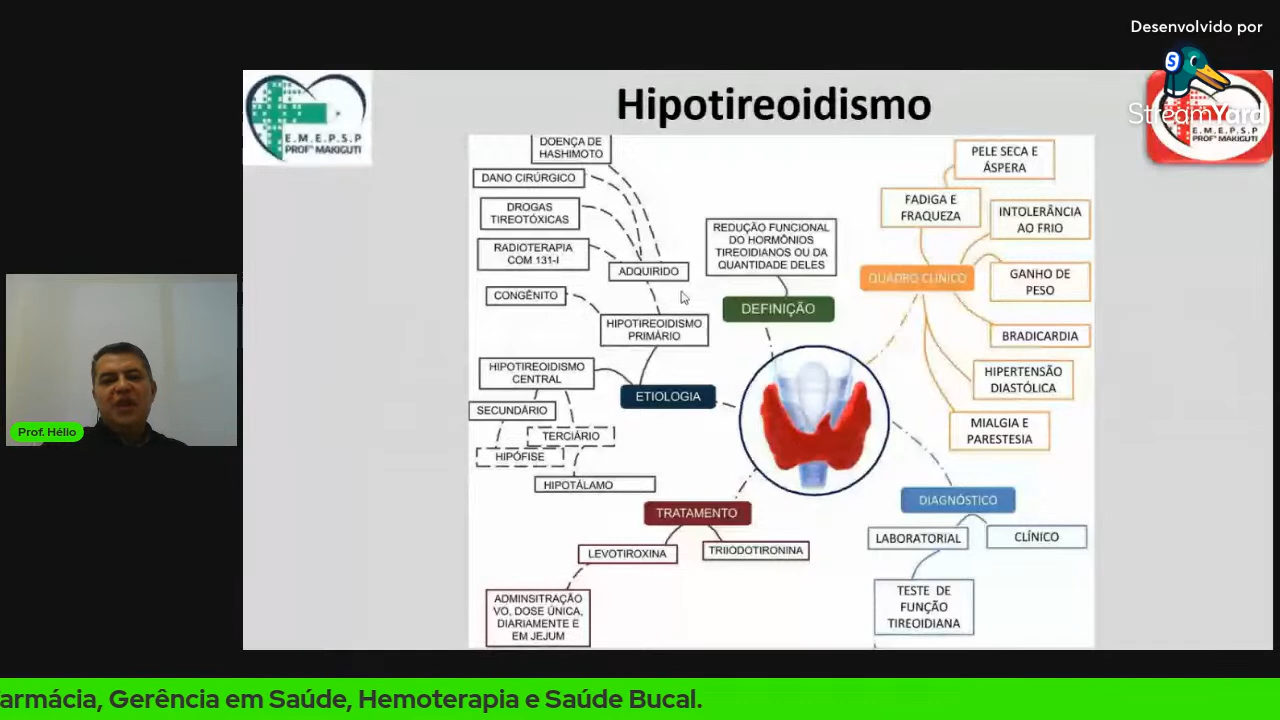 Desenvolvido por
S
StreamYard
E.M.E.P.S.P
PROFº MAKIGUTI
Hipotireoidismo
E.M.E.P.S.P
PROFº MAKIGUTI
DOENÇA DE
HASHIMOTO
DANO CIRÚRGICO
DROGAS
TIREOTÓXICAS
RADIOTERAPIA
COM 131-I
ADQUIRIDO
CONGÊNITO
HIPOTIREOIDISMO
PRIMÁRIO
HIPOTIREOIDISMO
CENTRAL
ETIOLOGIA
SECUNDÁRIO
TERCIÁRIO
HIPÓFISE
HIPOTÁLAMO
REDUÇÃO FUNCIONAL
DO HORMÔNIOS
TIREOIDIANOS OU DA
QUANTIDADE DELES
DEFINIÇÃO
PELE SECA E
ÁSPERA
FADIGA E
FRAQUEZA
INTOLERÂNCIA
AO FRIO
QUADRO CLÍNICO
GANHO DE
PESO
BRADICARDIA
HIPERTENSÃO
DIASTÓLICA
MIALGIA E
PARESTESIA
TRATAMENTO
LEVOTIROXINA
TRIIODOTIRONINA
ADMINSITRAÇÃO
VO, DOSE ÚNICA,
DIARIAMENTE E
EM JEJUM
DIAGNÓSTICO
LABORATORIAL
CLÍNICO
TESTE DE
FUNÇÃO
TIREOIDIANA
Prof. Hélio
armácia, Gerência em Saúde, Hemoterapia e Saúde Bucal.